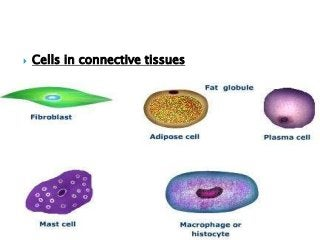 Cells in connective tissues
Fat globule
Fibroblast
Adipose cell
Plasma cell
Mast cell
Macrophage or
histocyte